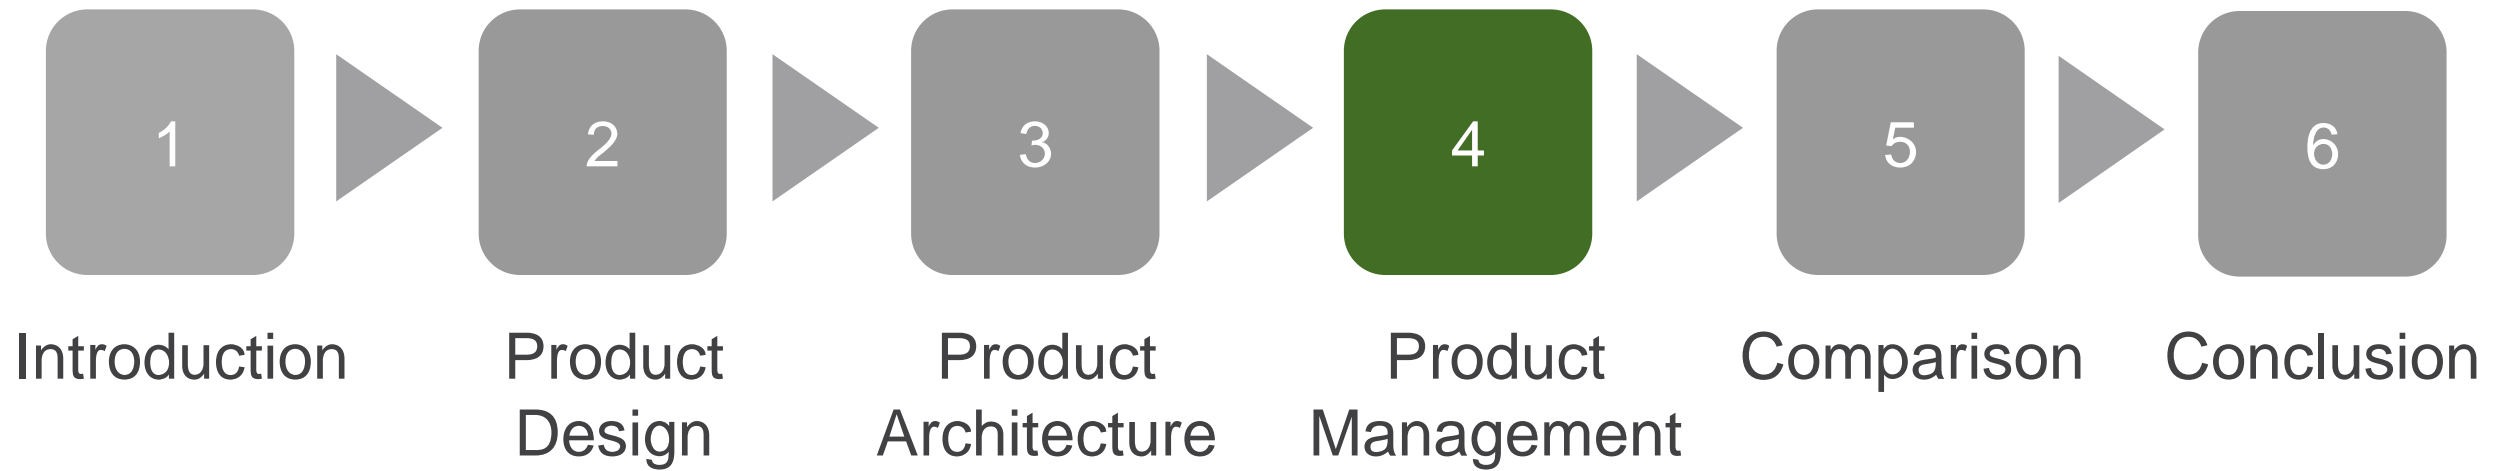 1
2
3
4
5
6
Introduction
Product
Design
Product
Architecture
Product
Management
Comparison
Conclusion